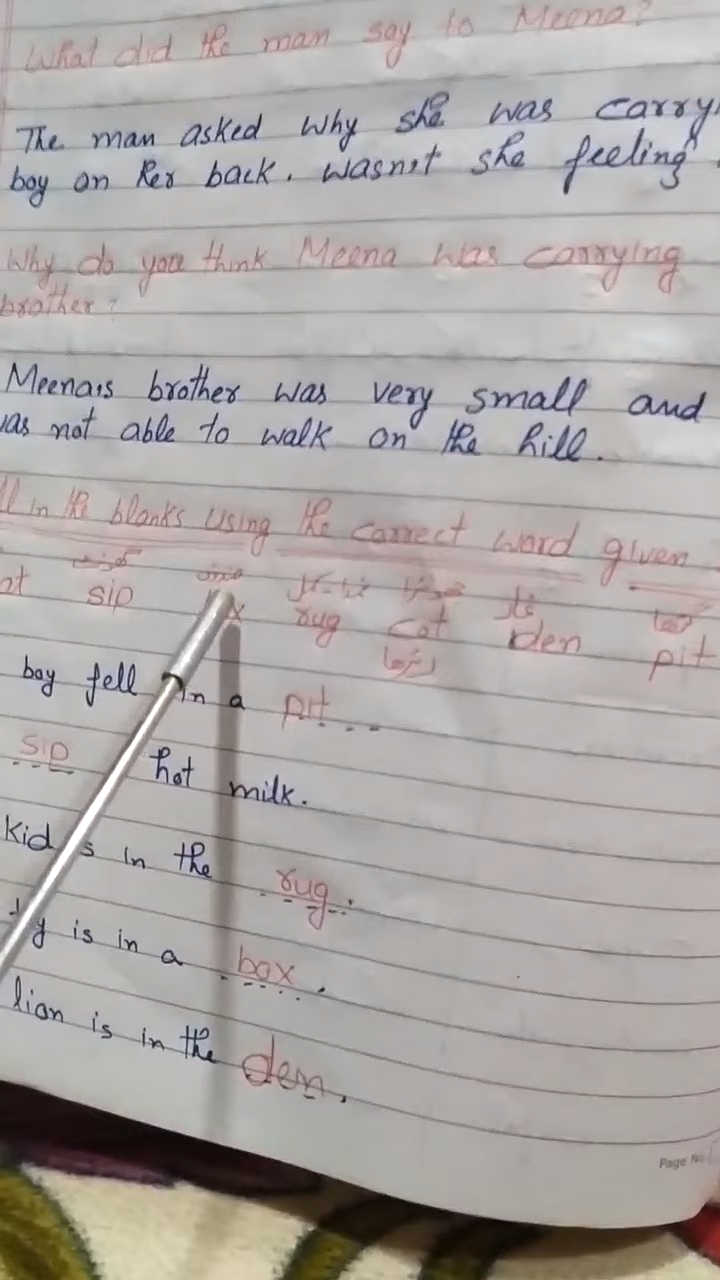 What did the man say to Meena?
The man asked why she was carry
boy on her back. wasn't she feeling
Why do you think Meena was carrying
brother?
Meena's brother was very small and
was not able to walk on the hill.
ll in the blanks using the correct word given
at sip x rug cot den pit
boy fell in a pit
sip hot milk.
Kid is in the rug.
y is in a box.
lion is in the den.
Page No